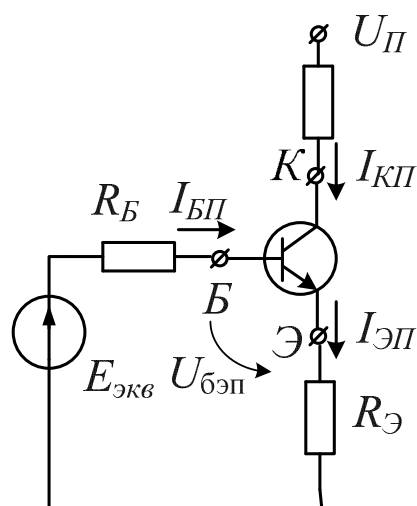 U_П
К I_КП
R_Б I_БП
Б
Э I_ЭП
E_экв U_бэп
R_Э